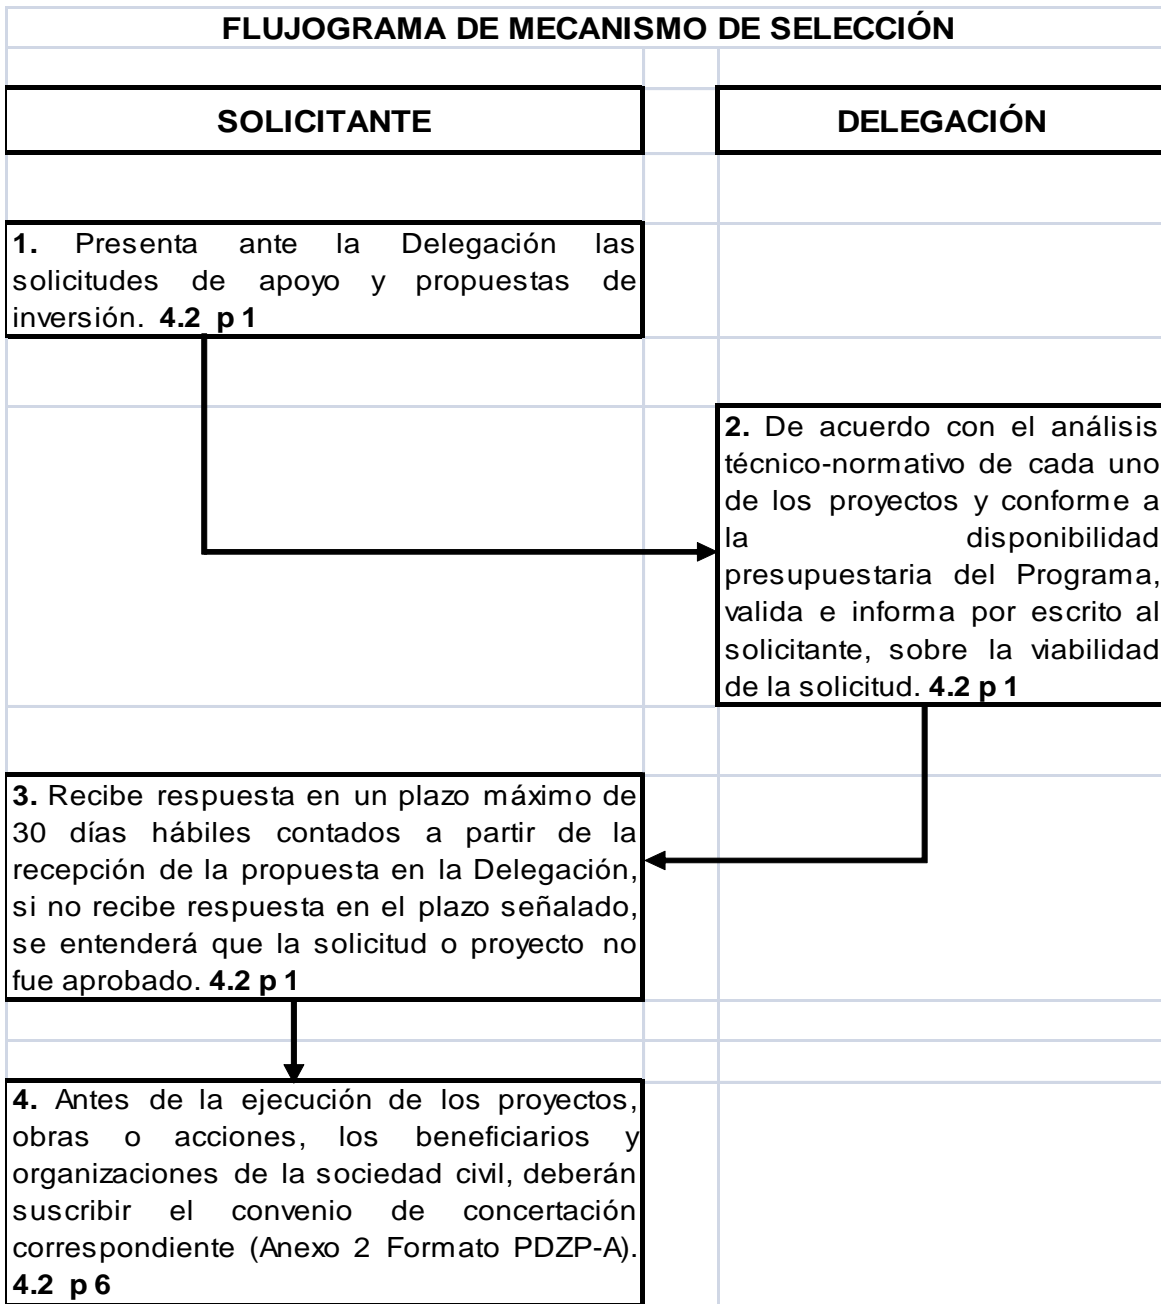 FLUJOGRAMA DE MECANISMO DE SELECCIÓN
SOLICITANTE
DELEGACIÓN
1. Presenta ante la Delegación las
solicitudes de apoyo y propuestas de
inversión. 4.2 p 1
2. De acuerdo con el análisis
técnico-normativo de cada uno
de los proyectos y conforme a
la disponibilidad
presupuestaria del Programa,
valida e informa por escrito al
solicitante, sobre la viabilidad
de la solicitud. 4.2 p 1
3. Recibe respuesta en un plazo máximo de
30 días hábiles contados a partir de la
recepción de la propuesta en la Delegación,
si no recibe respuesta en el plazo señalado,
se entenderá que la solicitud o proyecto no
fue aprobado. 4.2 p 1
4. Antes de la ejecución de los proyectos,
obras o acciones, los beneficiarios y
organizaciones de la sociedad civil, deberán
suscribir el convenio de concertación
correspondiente (Anexo 2 Formato PDZP-A).
4.2 p 6